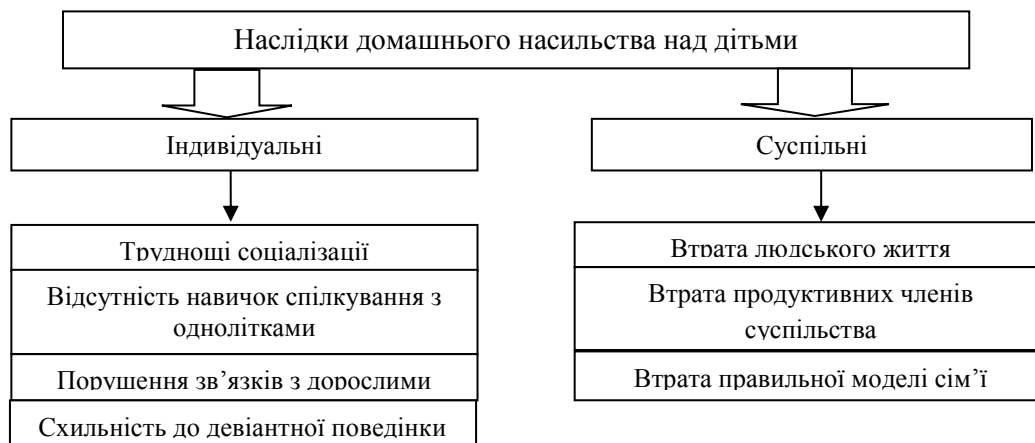 Наслідки домашнього насильства над дітьми
Індивідуальні
Суспільні
Труднощі соціалізації
Відсутність навичок спілкування з
однолітками
Порушення зв’язків з дорослими
Схильність до девіантної поведінки
Втрата людського життя
Втрата продуктивних членів
суспільства
Втрата правильної моделі сім’ї